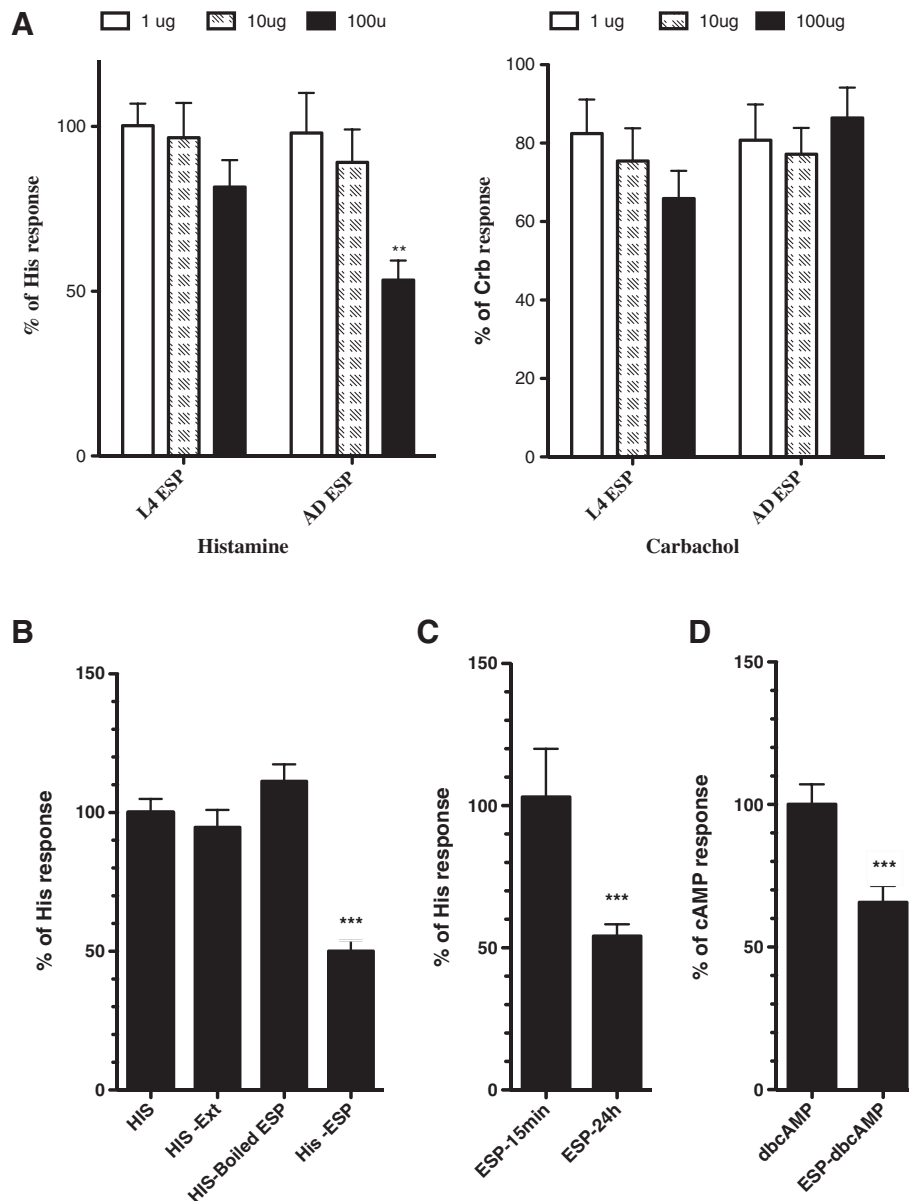 A
1 ug 10ug 100u
1 ug 10ug 100ug
% of His response
100
50
0
**
L4 ESP
AD ESP
Histamine
% of Crb response
100
80
60
40
20
0
L4 ESP
AD ESP
Carbachol
B
% of His response
150
100
50
0
***
HIS
HIS -Ext
HIS-Boiled ESP
His -ESP
C
% of His response
150
100
50
0
***
ESP-15min
ESP-24h
D
% of cAMP response
150
100
50
0
***
dbcAMP
ESP-dbcAMP